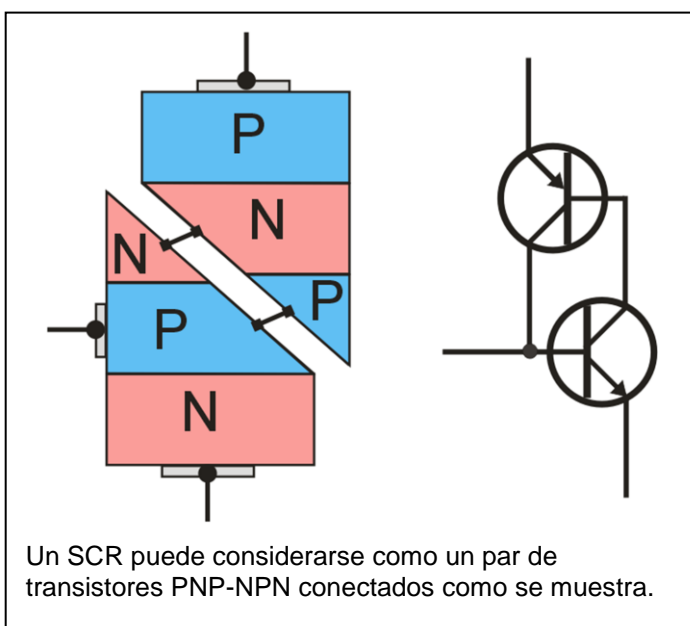 P
N
N
P
P
N
Un SCR puede considerarse como un par de
transistores PNP-NPN conectados como se muestra.